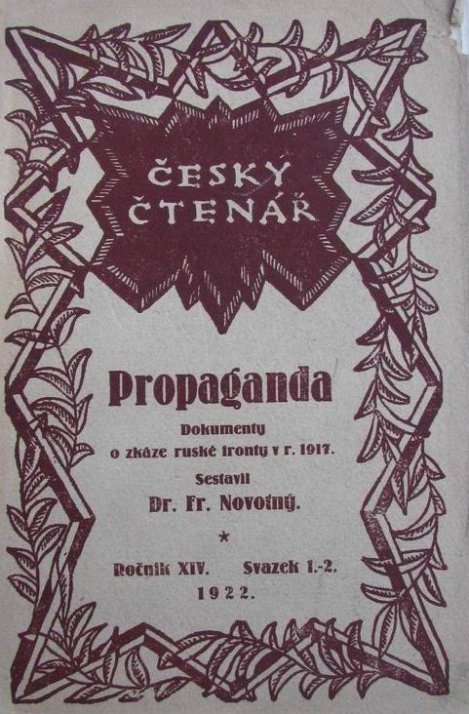 ČESKÝ
ČTENÁŘ
Propaganda
Dokumenty
o zkáze ruské fronty v r. 1917.
Sestavil
Dr. Fr. Novotný.
*
Ročník XIV. Svazek 1.-2.
1922.